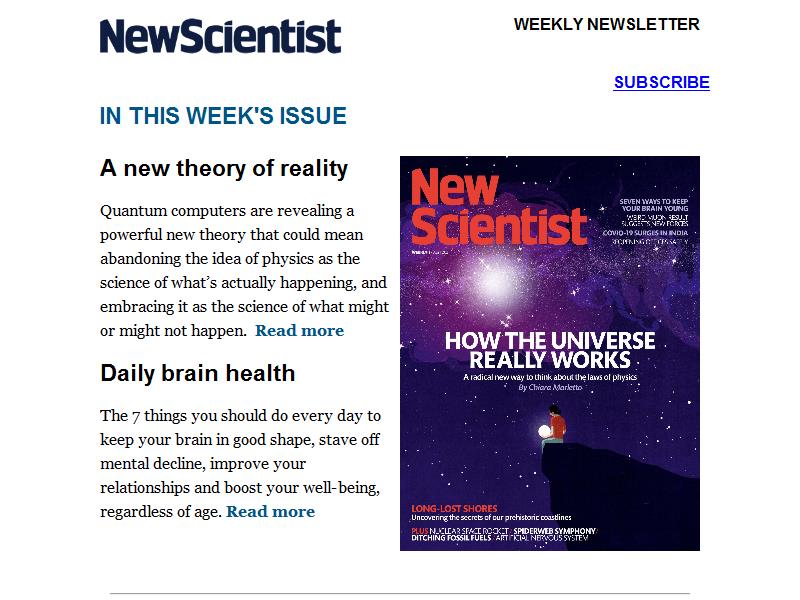 NewScientist
WEEKLY NEWSLETTER
SUBSCRIBE
IN THIS WEEK'S ISSUE
A new theory of reality
Quantum computers are revealing a
powerful new theory that could mean
abandoning the idea of physics as the
science of what’s actually happening, and
embracing it as the science of what might
or might not happen.  Read more
Daily brain health
The 7 things you should do every day to
keep your brain in good shape, stave off
mental decline, improve your
relationships and boost your well-being,
regardless of age. Read more
New
Scientist
SEVEN WAYS TO KEEP
YOUR BRAIN YOUNG
WEIRD MUON RESULT
SUGGESTS NEW FORCES
COVID-19 SURGES IN INDIA
REOPENING OFFICES SAFELY
HOW THE UNIVERSE
REALLY WORKS
A radical new way to think about the laws of physics
By Chiara Marletto
LONG-LOST SHORES
Uncovering the secrets of our prehistoric coastlines
PLUS NUCLEAR SPACE ROCKET / SPIDERWEB SYMPHONY
DITCHING FOSSIL FUELS / ARTIFICIAL NERVOUS SYSTEM